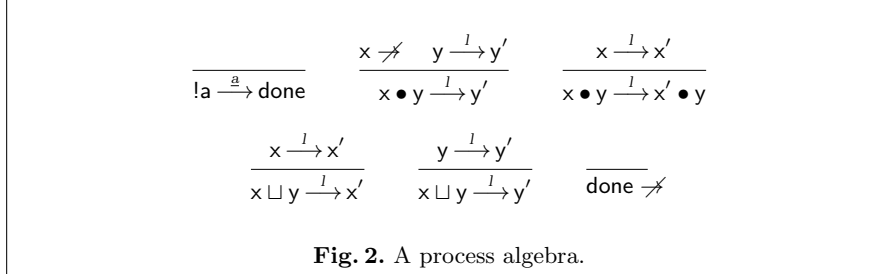 x ↛ y —l→ y′ x —l→ x′
!a —a̲→ done x • y —l→ y′ x • y —l→ x′ • y
x —l→ x′ y —l→ y′
x ⊔ y —l→ x′ x ⊔ y —l→ y′ done ↛
Fig. 2. A process algebra.